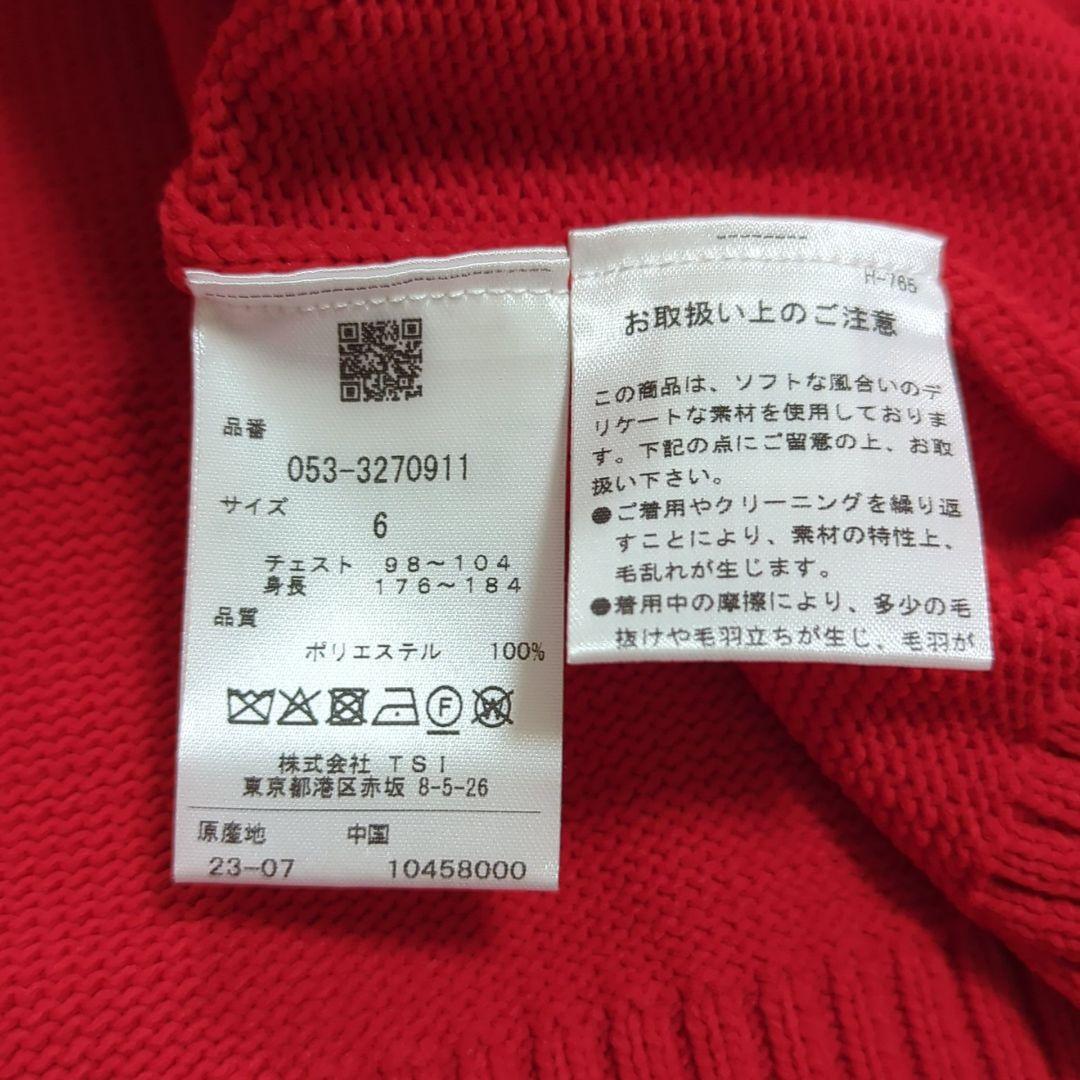 品番
053-3270911
サイズ
6
チェスト 98～104
身長 176～184
品質
ポリエステル 100%
F
W
株式会社 TSI
東京都港区赤坂 8-5-26
原産地 中国
23-07 10458000
H-765
お取扱い上のご注意
この商品は、ソフトな風合いのデ
リケートな素材を使用しておりま
す。下記の点にご留意の上、お取
扱い下さい。
●ご着用やクリーニングを繰り返
すことにより、素材の特性上、
毛乱れが生じます。
●着用中の摩擦により、多少の毛
抜けや毛羽立ちが生じ、毛羽が